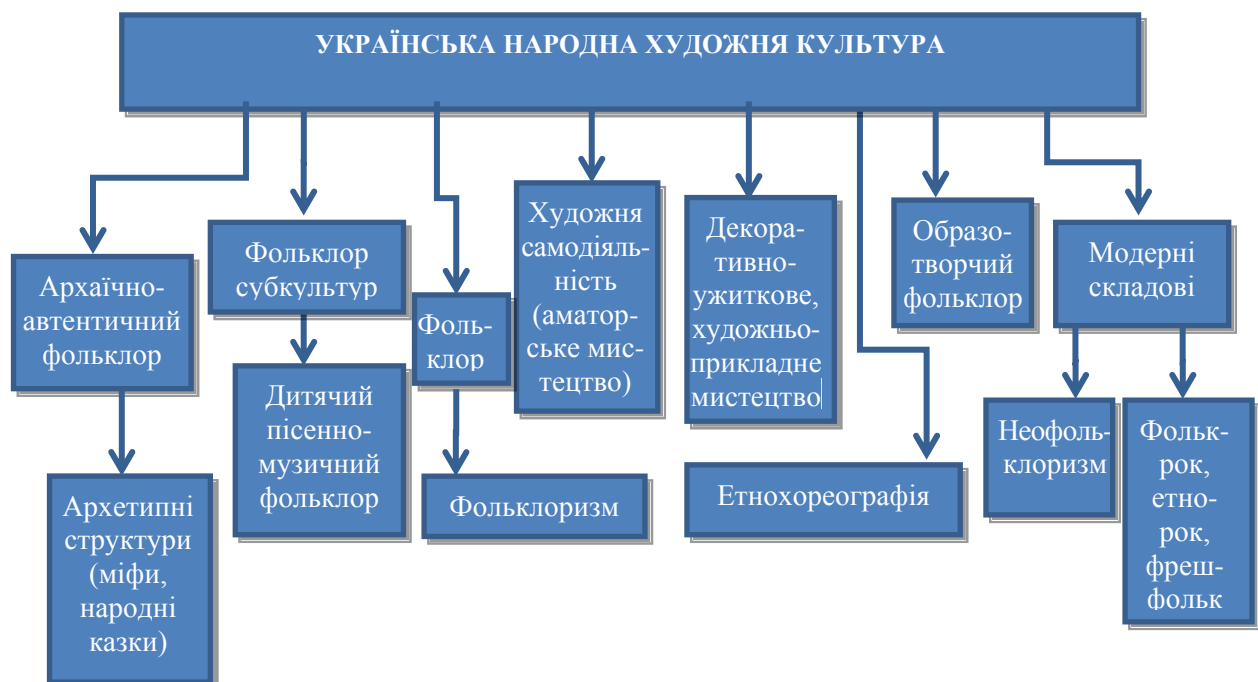 УКРАЇНСЬКА НАРОДНА ХУДОЖНЯ КУЛЬТУРА
Архаїчно-
автентичний
фольклор
Фольклор
субкультур
Фоль-
клор
Художня
самодіяль-
ність
(аматор-
ське мис-
тецтво)
Декора-
тивно-
ужиткове,
художньо-
прикладне
мистецтво
Образо-
творчий
фольклор
Модерні
складові
Архетипні
структури
(міфи,
народні
казки)
Дитячий
пісенно-
музичний
фольклор
Фольклоризм
Етнохореографія
Неофоль-
клоризм
Фольк-
рок,
етно-
рок,
фреш-
фольк